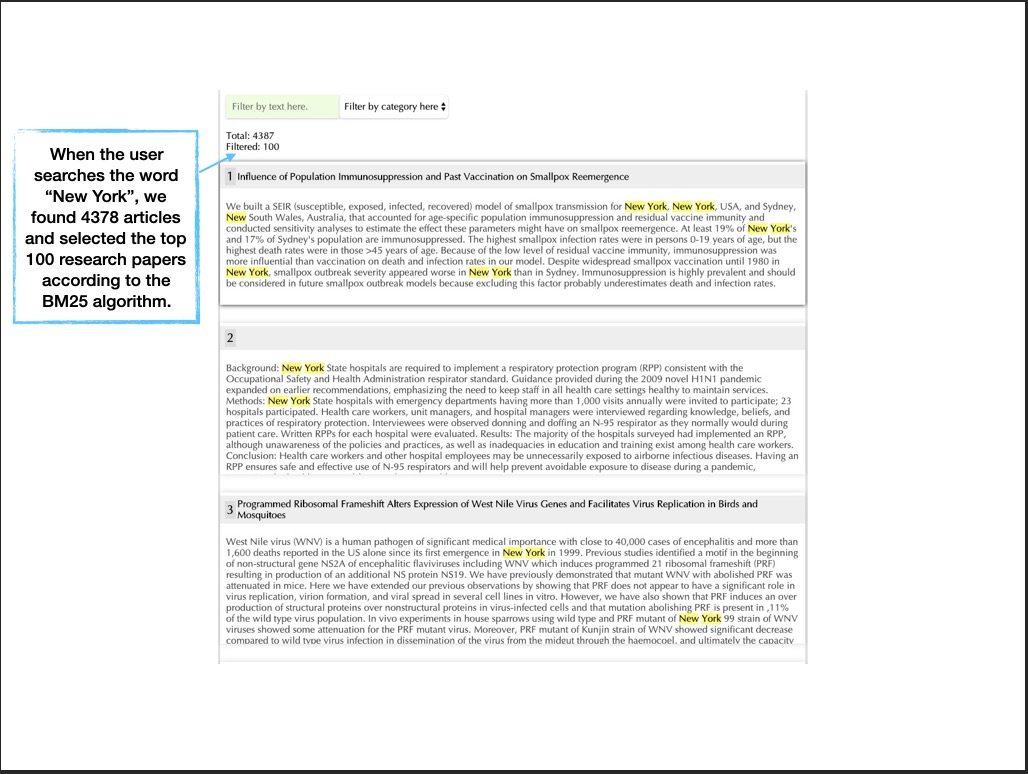 Filter by text here.
Filter by category here
Total: 4387
Filtered: 100
When the user
searches the word
“New York”, we
found 4378 articles
and selected the top
100 research papers
according to the
BM25 algorithm.
1 Influence of Population Immunosuppression and Past Vaccination on Smallpox Reemergence
We built a SEIR (susceptible, exposed, infected, recovered) model of smallpox transmission for New York, New York, USA, and Sydney,
New South Wales, Australia, that accounted for age-specific population immunosuppression and residual vaccine immunity and
conducted sensitivity analyses to estimate the effect these parameters might have on smallpox reemergence. At least 19% of New York's
and 17% of Sydney's population are immunosuppressed. The highest smallpox infection rates were in persons 0-19 years of age, but the
highest death rates were in those >45 years of age. Because of the low level of residual vaccine immunity, immunosuppression was
more influential than vaccination on death and infection rates in our model. Despite widespread smallpox vaccination until 1980 in
New York, smallpox outbreak severity appeared worse in New York than in Sydney. Immunosuppression is highly prevalent and should
be considered in future smallpox outbreak models because excluding this factor probably underestimates death and infection rates.
2
Background: New York State hospitals are required to implement a respiratory protection program (RPP) consistent with the
Occupational Safety and Health Administration respirator standard. Guidance provided during the 2009 novel H1N1 pandemic
expanded on earlier recommendations, emphasizing the need to keep staff in all health care settings healthy to maintain services.
Methods: New York State hospitals with emergency departments having more than 1,000 visits annually were invited to participate; 23
hospitals participated. Health care workers, unit managers, and hospital managers were interviewed regarding knowledge, beliefs, and
practices of respiratory protection. Interviewees were observed donning and doffing an N-95 respirator as they normally would during
patient care. Written RPPs for each hospital were evaluated. Results: The majority of the hospitals surveyed had implemented an RPP,
although unawareness of the policies and practices, as well as inadequacies in education and training exist among health care workers.
Conclusion: Health care workers and other hospital employees may be unnecessarily exposed to airborne infectious diseases. Having an
RPP ensures safe and effective use of N-95 respirators and will help prevent avoidable exposure to disease during a pandemic,
3 Programmed Ribosomal Frameshift Alters Expression of West Nile Virus Genes and Facilitates Virus Replication in Birds and
Mosquitoes
West Nile virus (WNV) is a human pathogen of significant medical importance with close to 40,000 cases of encephalitis and more than
1,600 deaths reported in the US alone since its first emergence in New York in 1999. Previous studies identified a motif in the beginning
of non-structural gene NS2A of encephalitic flaviviruses including WNV which induces programmed 21 ribosomal frameshift (PRF)
resulting in production of an additional NS protein NS19. We have previously demonstrated that mutant WNV with abolished PRF was
attenuated in mice. Here we have extended our previous observations by showing that PRF does not appear to have a significant role in
virus replication, virion formation, and viral spread in several cell lines in vitro. However, we have also shown that PRF induces an over
production of structural proteins over nonstructural proteins in virus-infected cells and that mutation abolishing PRF is present in ,11%
of the wild type virus population. In vivo experiments in house sparrows using wild type and PRF mutant of New York 99 strain of WNV
viruses showed some attenuation for the PRF mutant virus. Moreover, PRF mutant of Kunjin strain of WNV showed significant decrease
compared to wild type virus infection in dissemination of the virus from the midgut through the haemocoel, and ultimately the capacity